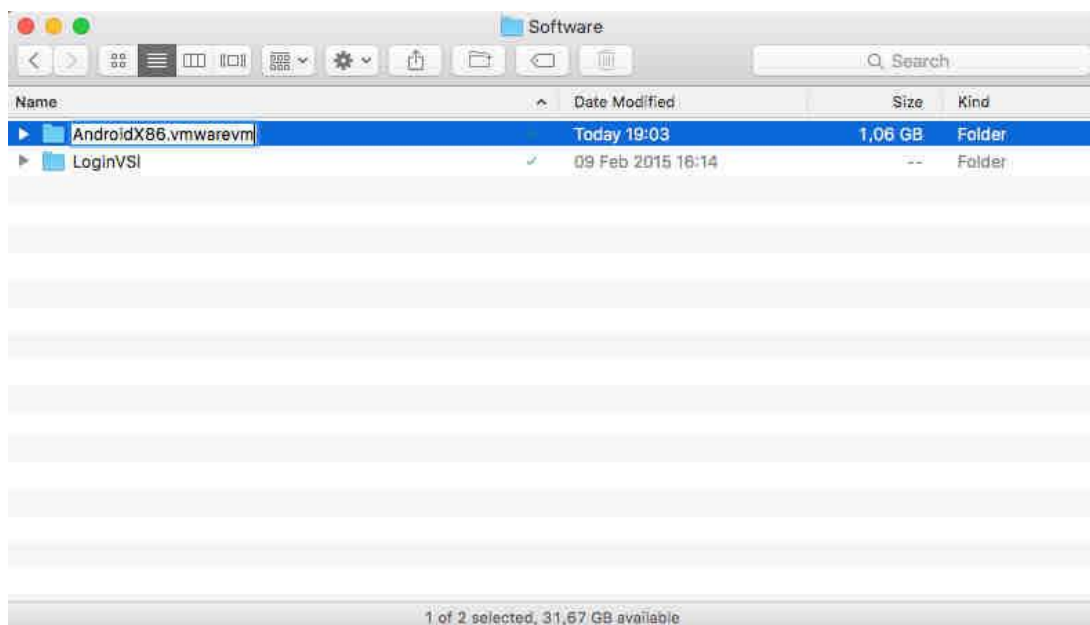 Software
Search
Name Date Modified Size Kind
AndroidX86.vmwarevm Today 19:03 1,06 GB Folder
LoginVSI 09 Feb 2015 16:14 -- Folder
1 of 2 selected, 31,67 GB available